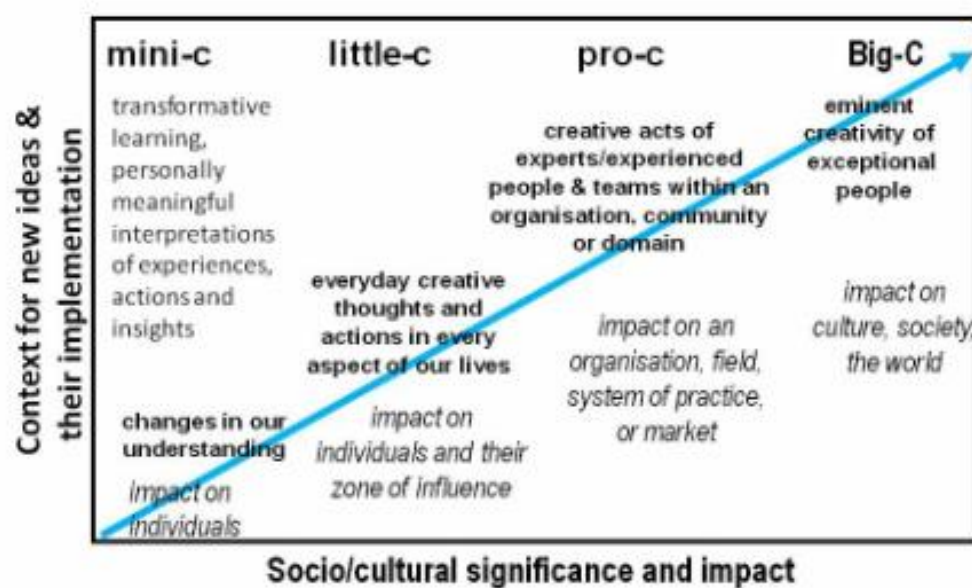 Context for new ideas &
their implementation
mini-c
transformative
learning,
personally
meaningful
interpretations
of experiences,
actions and
insights
changes in our
understanding
impact on
individuals
little-c
everyday creative
thoughts and
actions in every
aspect of our lives
impact on
individuals and their
zone of influence
pro-c
creative acts of
experts/experienced
people & teams within an
organisation, community
or domain
impact on an
organisation, field,
system of practice,
or market
Big-C
eminent
creativity of
exceptional
people
impact on
culture, society,
the world
Socio/cultural significance and impact